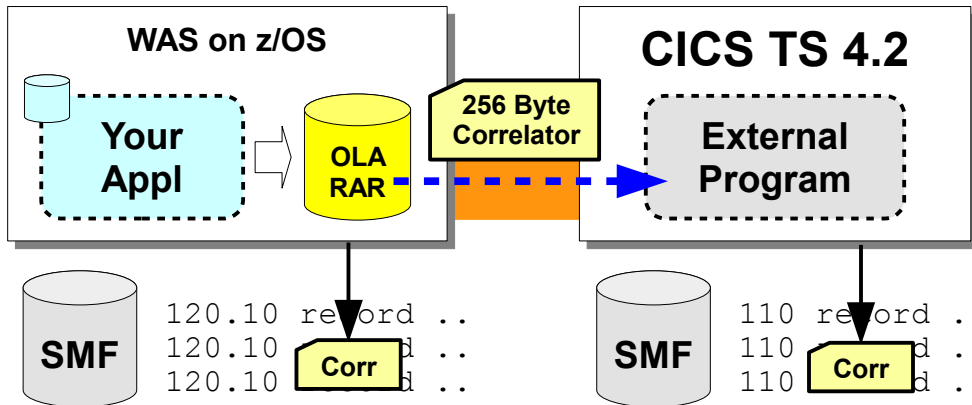 WAS on z/OS
Your
Appl
OLA
RAR
256 Byte
Correlator
CICS TS 4.2
External
Program
SMF
120.10 record ..
120.10
..
120.10
..
Corr
SMF
110 record .
110
.
110
.
Corr